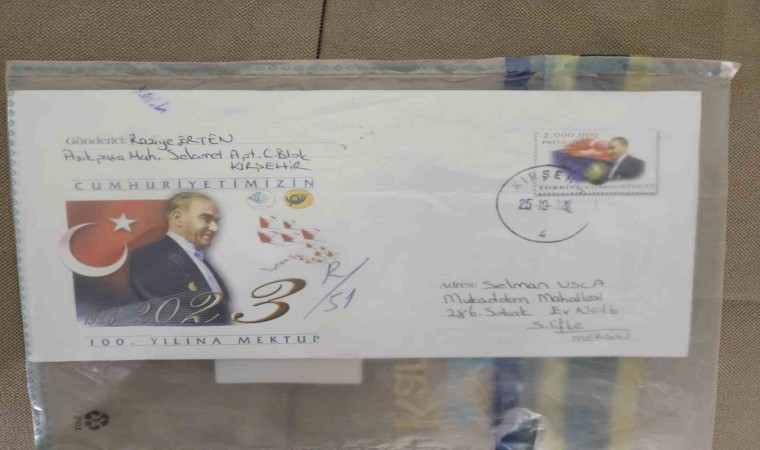 Gönderici: Raziye ERTEN
Aşıkpaşa Mah. Selamet Apt. C.Blok
KIRŞEHİR
CUMHURİYETİMİZİN
2023
R/51
100. YILINA MEKTUP
2.000.000
POSTA
TÜRKİYE CUMHURİYETİ
KIRŞEHİR
25-10-
4
Adres: Selman USCA
Mukaddem Mahallesi
286. Sokak Ev No:16
Silifke
MERSİN